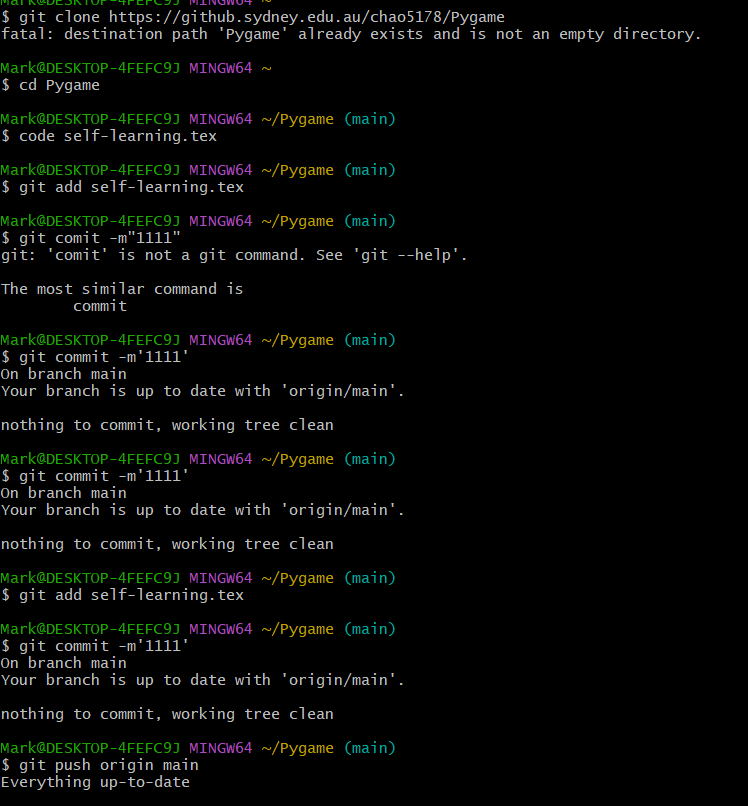 Mark@DESKTOP-4FEFC9J MINGW64 ~
$ git clone https://github.sydney.edu.au/chao5178/Pygame
fatal: destination path 'Pygame' already exists and is not an empty directory.
Mark@DESKTOP-4FEFC9J MINGW64 ~
$ cd Pygame
Mark@DESKTOP-4FEFC9J MINGW64 ~/Pygame (main)
$ code self-learning.tex
Mark@DESKTOP-4FEFC9J MINGW64 ~/Pygame (main)
$ git add self-learning.tex
Mark@DESKTOP-4FEFC9J MINGW64 ~/Pygame (main)
$ git comit -m"1111"
git: 'comit' is not a git command. See 'git --help'.
The most similar command is
commit
Mark@DESKTOP-4FEFC9J MINGW64 ~/Pygame (main)
$ git commit -m'1111'
On branch main
Your branch is up to date with 'origin/main'.
nothing to commit, working tree clean
Mark@DESKTOP-4FEFC9J MINGW64 ~/Pygame (main)
$ git commit -m'1111'
On branch main
Your branch is up to date with 'origin/main'.
nothing to commit, working tree clean
Mark@DESKTOP-4FEFC9J MINGW64 ~/Pygame (main)
$ git add self-learning.tex
Mark@DESKTOP-4FEFC9J MINGW64 ~/Pygame (main)
$ git commit -m'1111'
On branch main
Your branch is up to date with 'origin/main'.
nothing to commit, working tree clean
Mark@DESKTOP-4FEFC9J MINGW64 ~/Pygame (main)
$ git push origin main
Everything up-to-date